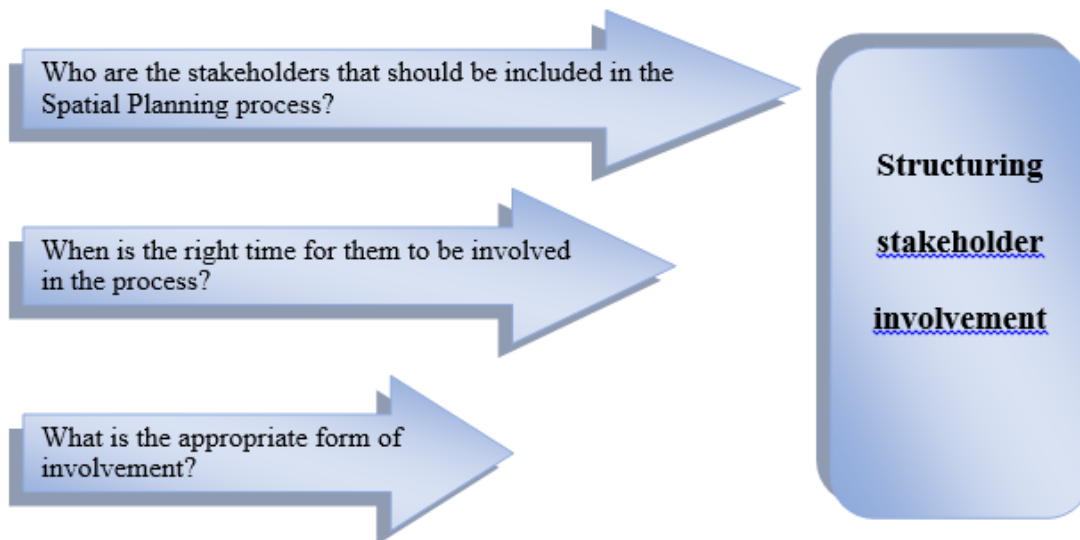 Who are the stakeholders that should be included in the
Spatial Planning process?
When is the right time for them to be involved
in the process?
What is the appropriate form of
involvement?
Structuring
stakeholder
involvement